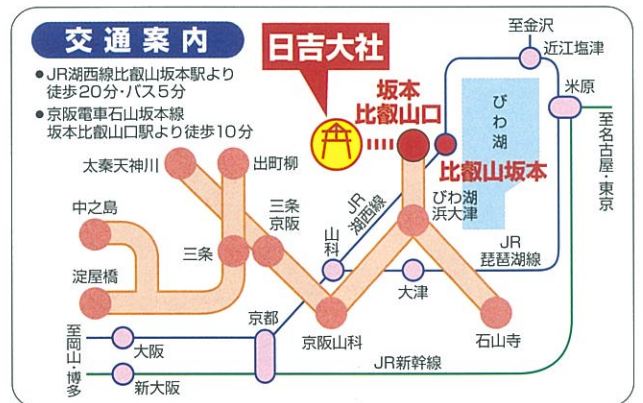 交通案内
●JR湖西線比叡山坂本駅より
徒歩20分・バス5分
●京阪電車石山坂本線
坂本比叡山口駅より徒歩10分
日吉大社
坂本
比叡山口
比叡山坂本
至金沢
近江塩津
米原
びわ湖
至名古屋・東京
太秦天神川
出町柳
中之島
淀屋橋
三条
三条
京阪
JR
湖西線
山科
びわ湖
浜大津
JR
琵琶湖線
大津
京都
京阪山科
石山寺
至岡山・博多
大阪
新大阪
JR新幹線